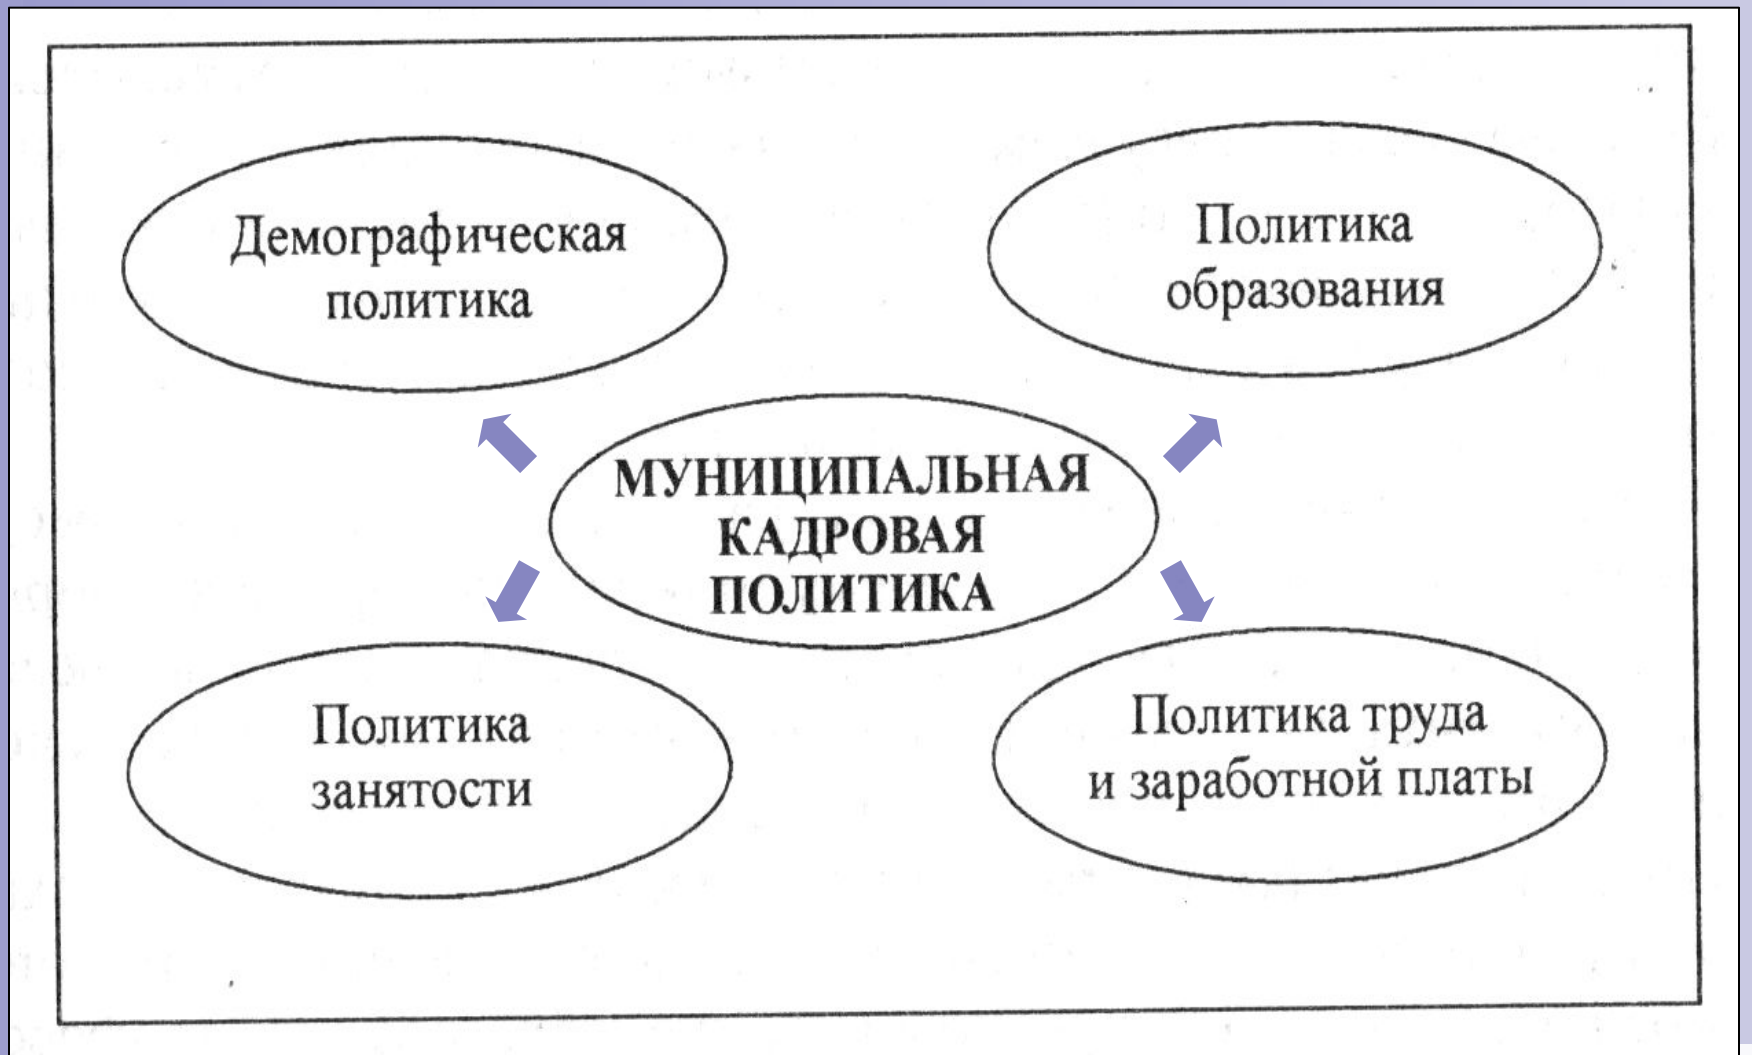 Демографическая
политика
Политика
образования
МУНИЦИПАЛЬНАЯ
КАДРОВАЯ
ПОЛИТИКА
Политика
занятости
Политика труда
и заработной платы